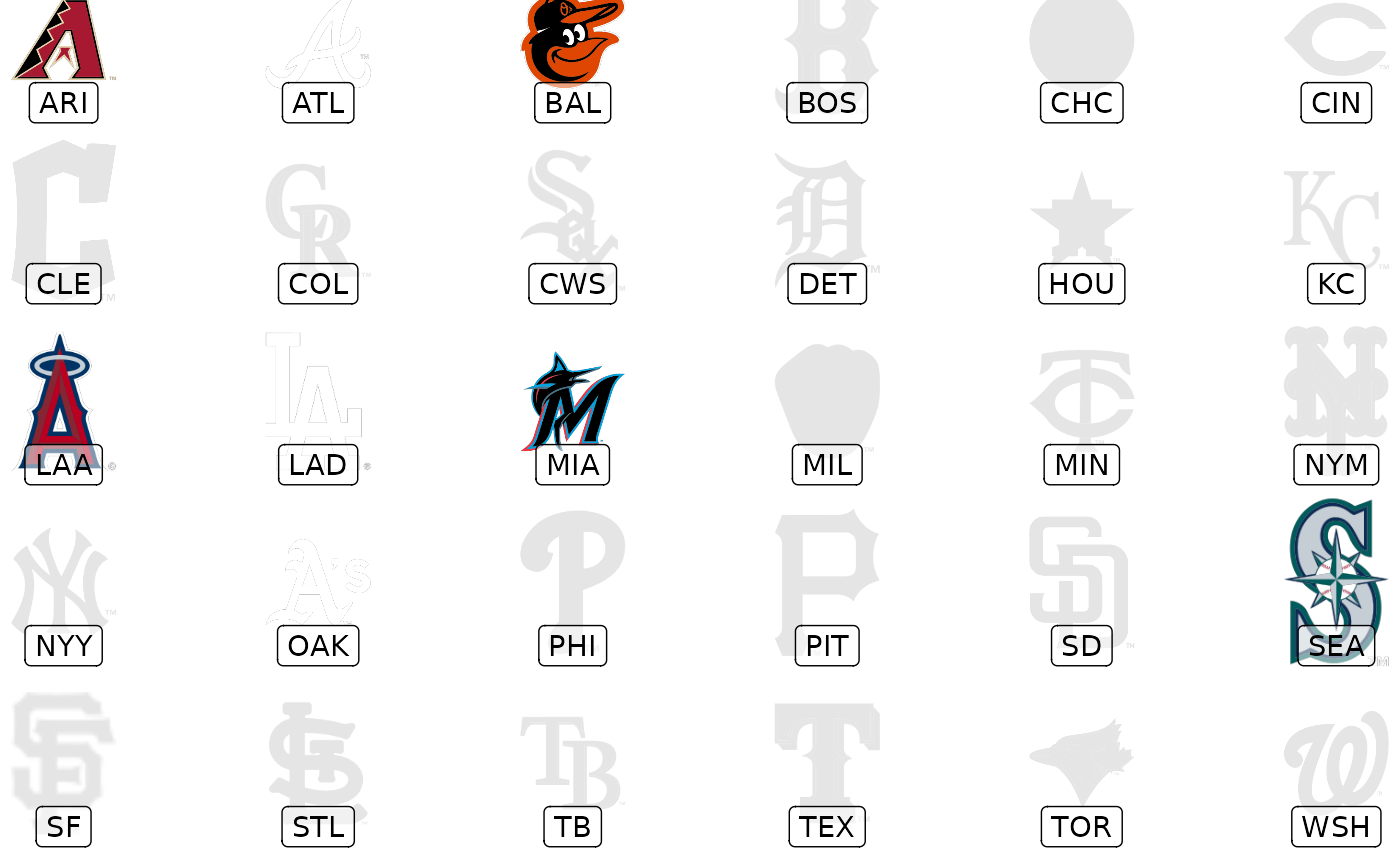 ARI ATL BAL BOS CHC CIN
CLE COL CWS DET HOU KC
LAA LAD MIA MIL MIN NYM
NYY OAK PHI PIT SD SEA
SF STL TB TEX TOR WSH